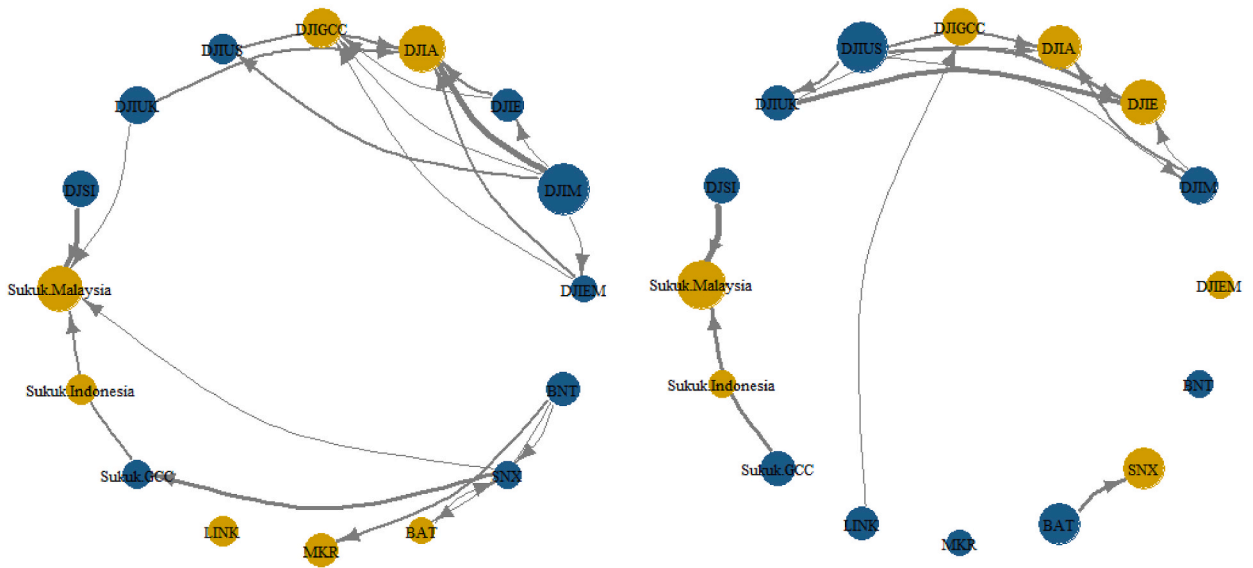 DJIGCC
DJIUS
DJIA
DJIUK
DJIE
DJSI
DJIM
Sukuk.Malaysia
DJIEM
Sukuk.Indonesia
BNT
Sukuk.GCC
SNX
LINK
BAT
MKR
DJIGCC
DJIUS
DJIA
DJIUK
DJIE
DJSI
DJIM
Sukuk.Malaysia
DJIEM
Sukuk.Indonesia
BNT
Sukuk.GCC
SNX
LINK
BAT
MKR